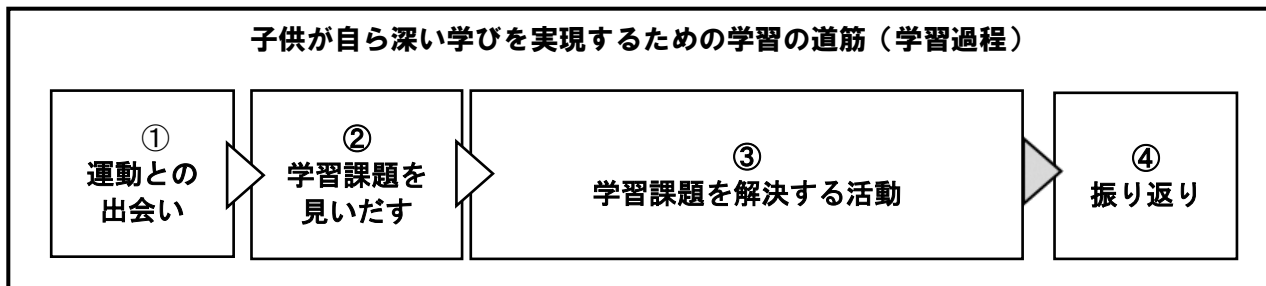 子供が自ら深い学びを実現するための学習の道筋（学習過程）
①
運動との
出会い
②
学習課題を
見いだす
③
学習課題を解決する活動
④
振り返り